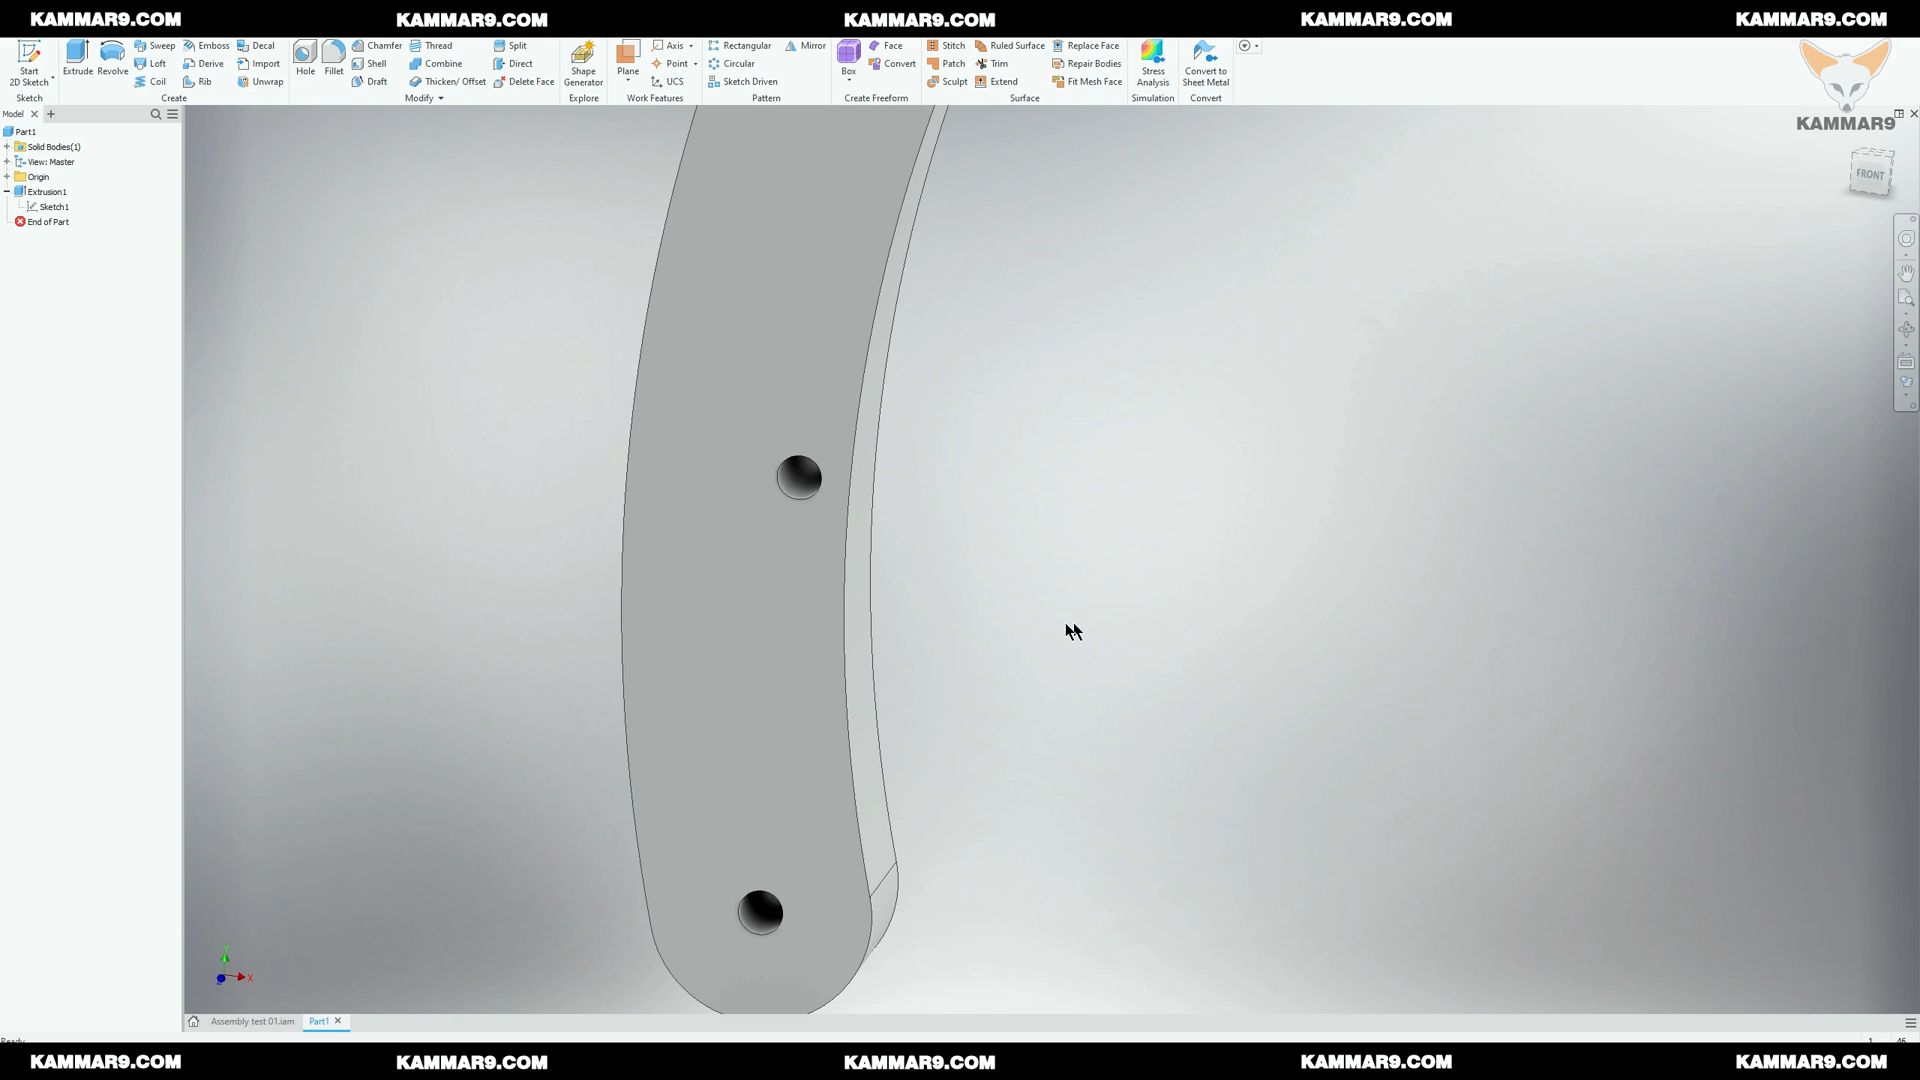 KAMMAR9.COM KAMMAR9.COM KAMMAR9.COM KAMMAR9.COM KAMMAR9.COM
Start
2D Sketch
Sketch
Extrude
Revolve
Sweep
Loft
Coil
Emboss
Derive
Rib
Decal
Import
Unwrap
Create
Hole
Fillet
Chamfer
Shell
Draft
Thread
Combine
Thicken/ Offset
Split
Direct
Delete Face
Modify
Shape
Generator
Explore
Plane
Axis
Point
UCS
Work Features
Rectangular
Circular
Sketch Driven
Mirror
Pattern
Box
Face
Convert
Create Freeform
Stitch
Patch
Sculpt
Ruled Surface
Trim
Extend
Replace Face
Repair Bodies
Fit Mesh Face
Surface
Stress
Analysis
Simulation
Convert to
Sheet Metal
Convert
KAMMAR9
Model
Part1
Solid Bodies(1)
View: Master
Origin
Extrusion1
Sketch1
End of Part
FRONT
Y
X
Assembly test 01.iam
Part1
Ready
1 46
KAMMAR9.COM KAMMAR9.COM KAMMAR9.COM KAMMAR9.COM KAMMAR9.COM